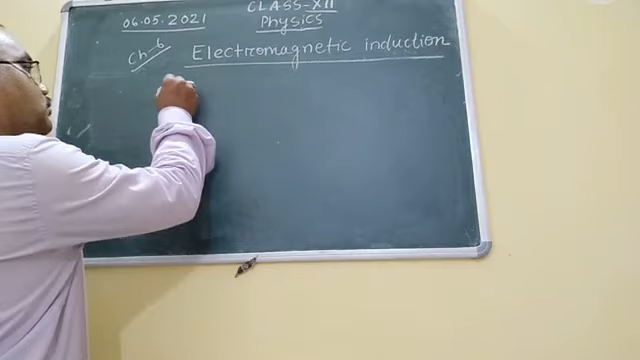 CLASS-XII
06.05.2021
Physics
Ch-6
Electromagnetic induction